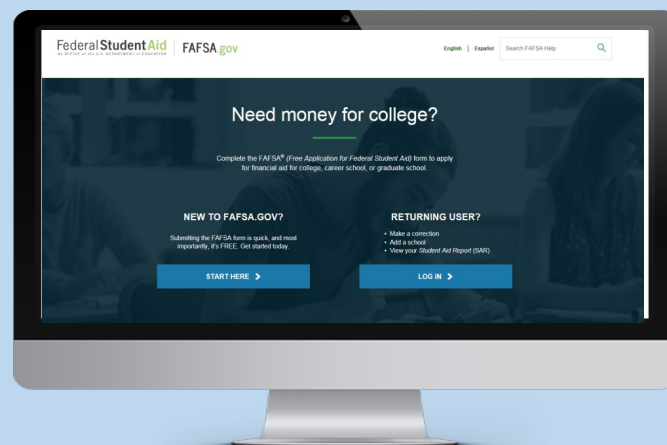 Federal Student Aid
An OFFICE of the U.S. DEPARTMENT of EDUCATION
FAFSA.gov
English | Español
Search FAFSA Help
Need money for college?
Complete the FAFSA® (Free Application for Federal Student Aid) form to apply
for financial aid for college, career school, or graduate school.
NEW TO FAFSA.GOV?
Submitting the FAFSA form is quick, and most
importantly, it's FREE. Get started today.
START HERE
RETURNING USER?
• Make a correction
• Add a school
• View your Student Aid Report (SAR)
LOG IN